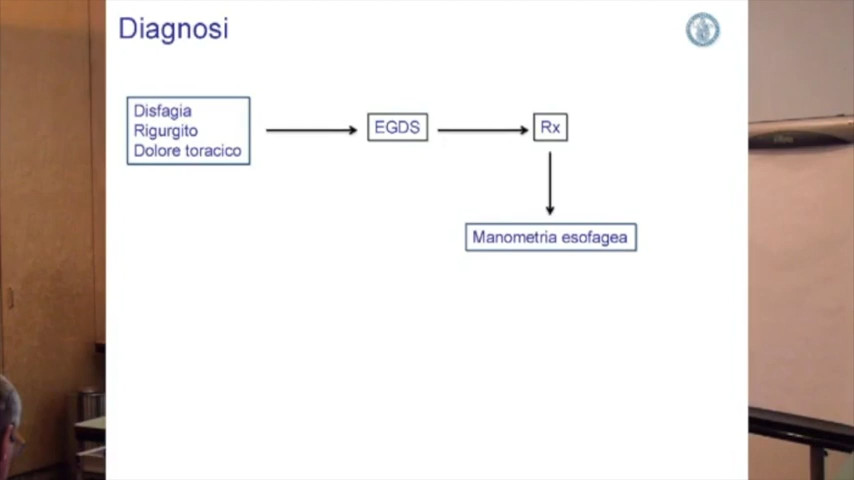 Diagnosi
Disfagia
Rigurgito
Dolore toracico
EGDS
Rx
Manometria esofagea